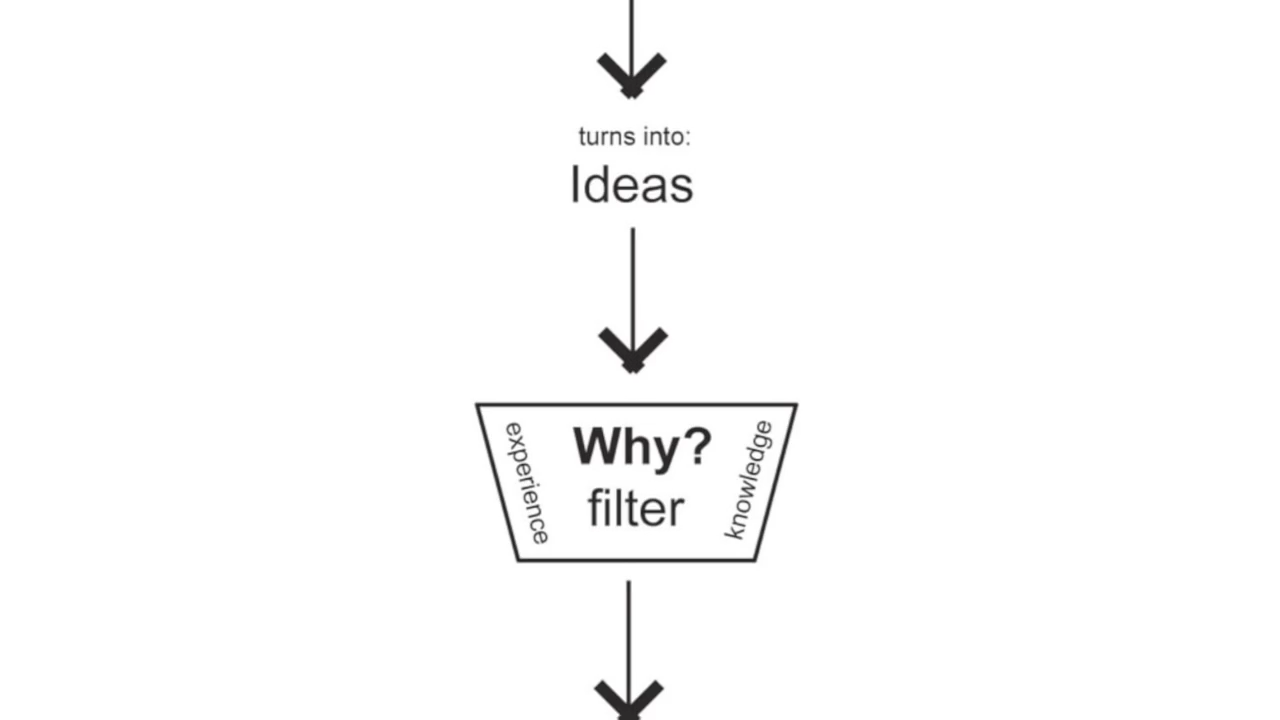 turns into:
Ideas
experience
Why?
filter
knowledge